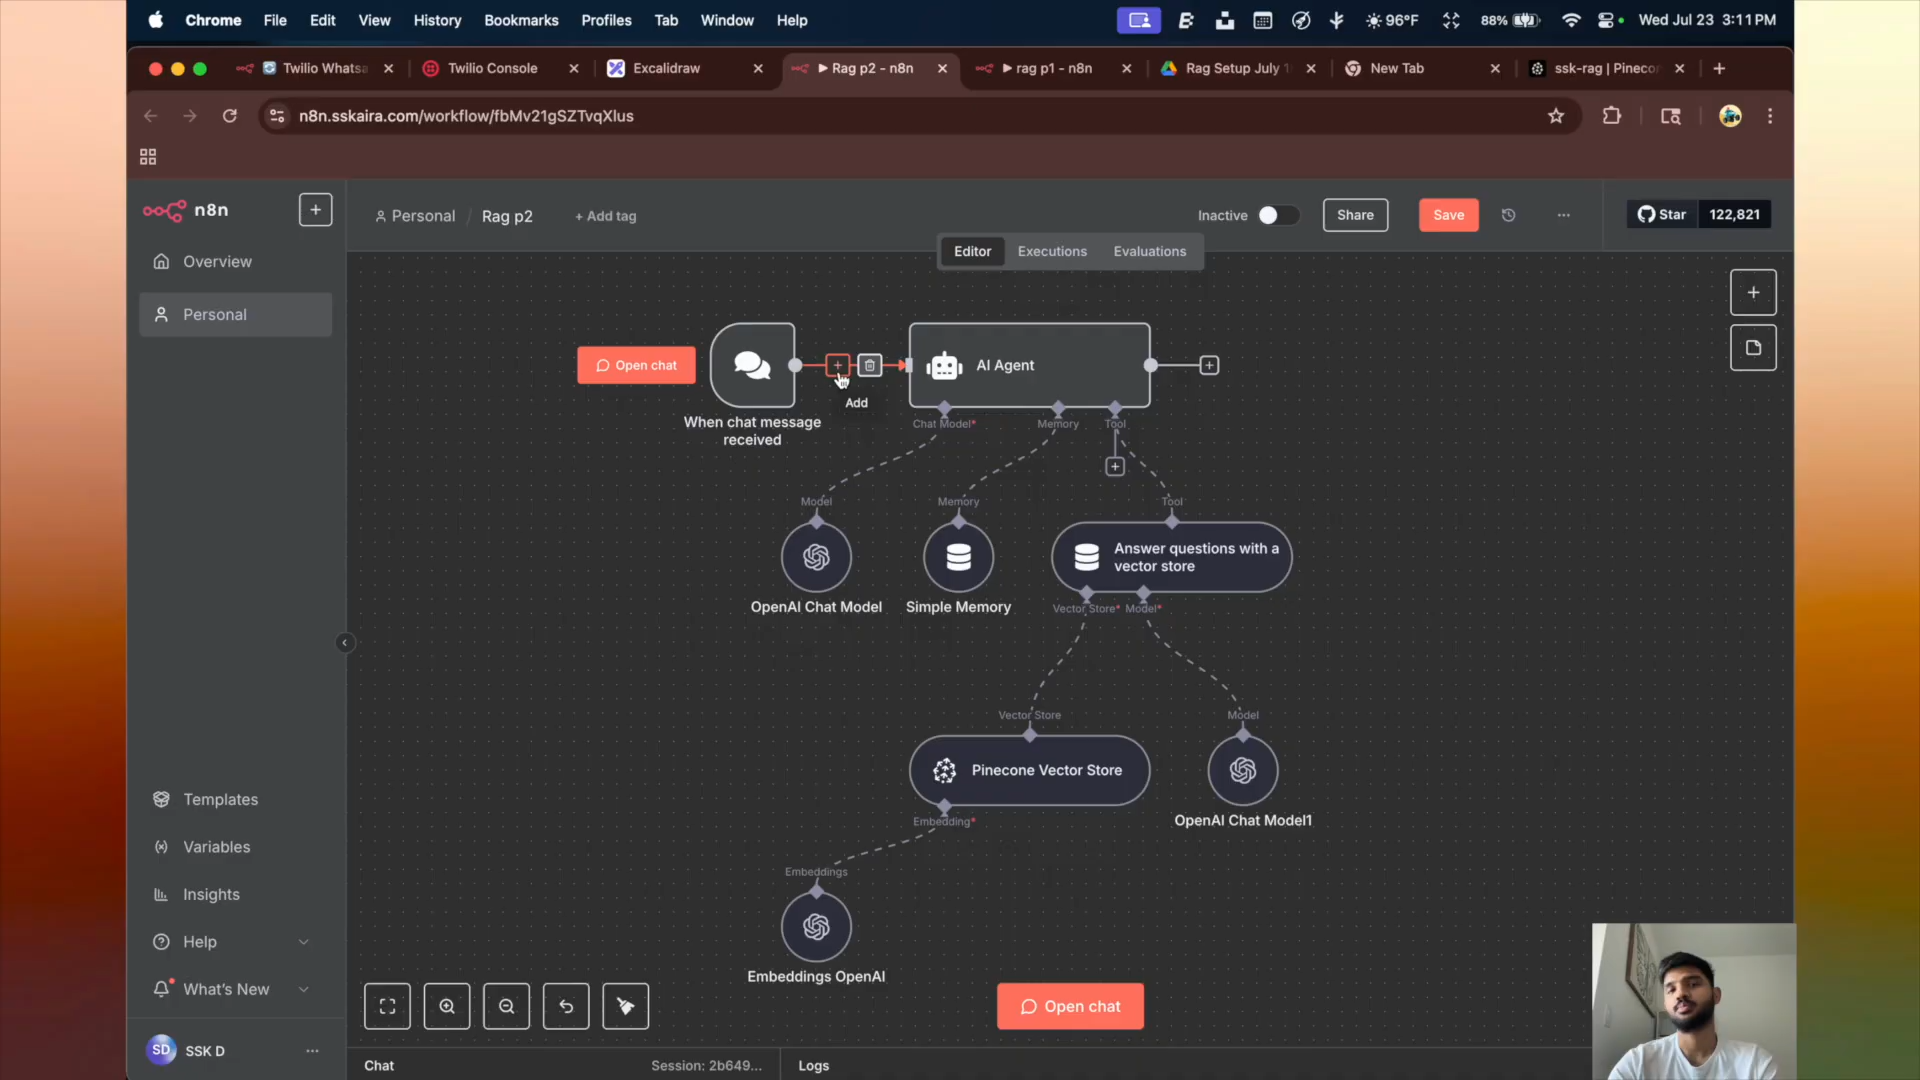 Chrome File Edit View History Bookmarks Profiles Tab Window Help 96°F 88% Wed Jul 23 3:11 PM
Twilio Whats Twilio Console Excalidraw Rag p2 - n8n rag p1 - n8n Rag Setup July 1 New Tab ssk-rag | Pinecon
n8n.sskaira.com/workflow/fbMv21gSZTvqXlus
n8n
Personal / Rag p2 + Add tag
Inactive Share Save Star 122,821
Editor Executions Evaluations
Overview
Personal
Open chat
AI Agent
Add
When chat message
received
Chat Model* Memory Tool
Model Memory Tool
Answer questions with a
vector store
OpenAI Chat Model Simple Memory
Vector Store* Model*
Vector Store Model
Pinecone Vector Store
Embedding* OpenAI Chat Model1
Embeddings
Embeddings OpenAI
Templates
Variables
Insights
Help
What's New
Open chat
SD SSK D
Chat Session: 2b649... Logs